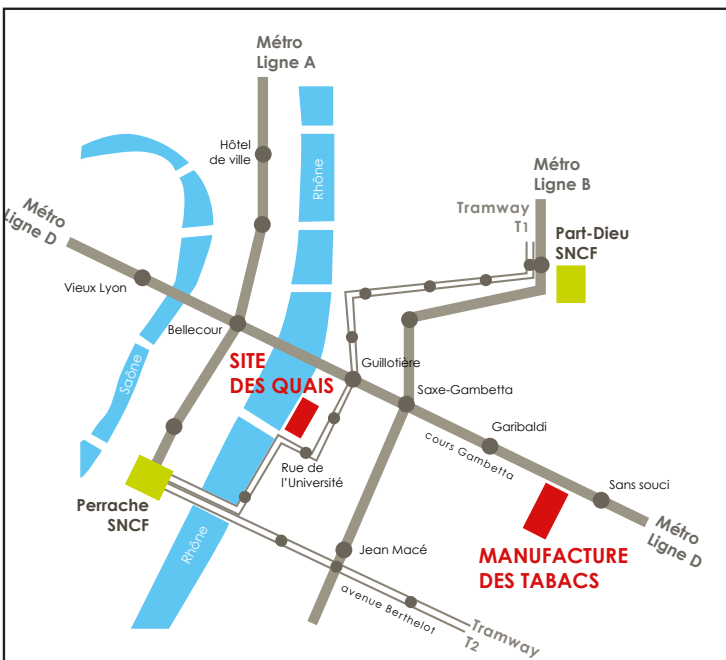 Métro
Ligne A
Hôtel
de ville
Rhône
Métro
Ligne B
Tramway
T1
Part-Dieu
SNCF
Métro
Ligne D
Vieux Lyon
Bellecour
Saône
SITE
DES QUAIS
Guillotière
Saxe-Gambetta
Garibaldi
cours Gambetta
Rue de
l’Université
Sans souci
Perrache
SNCF
Rhône
Jean Macé
MANUFACTURE
DES TABACS
Métro
Ligne D
avenue Berthelot
Tramway
T2